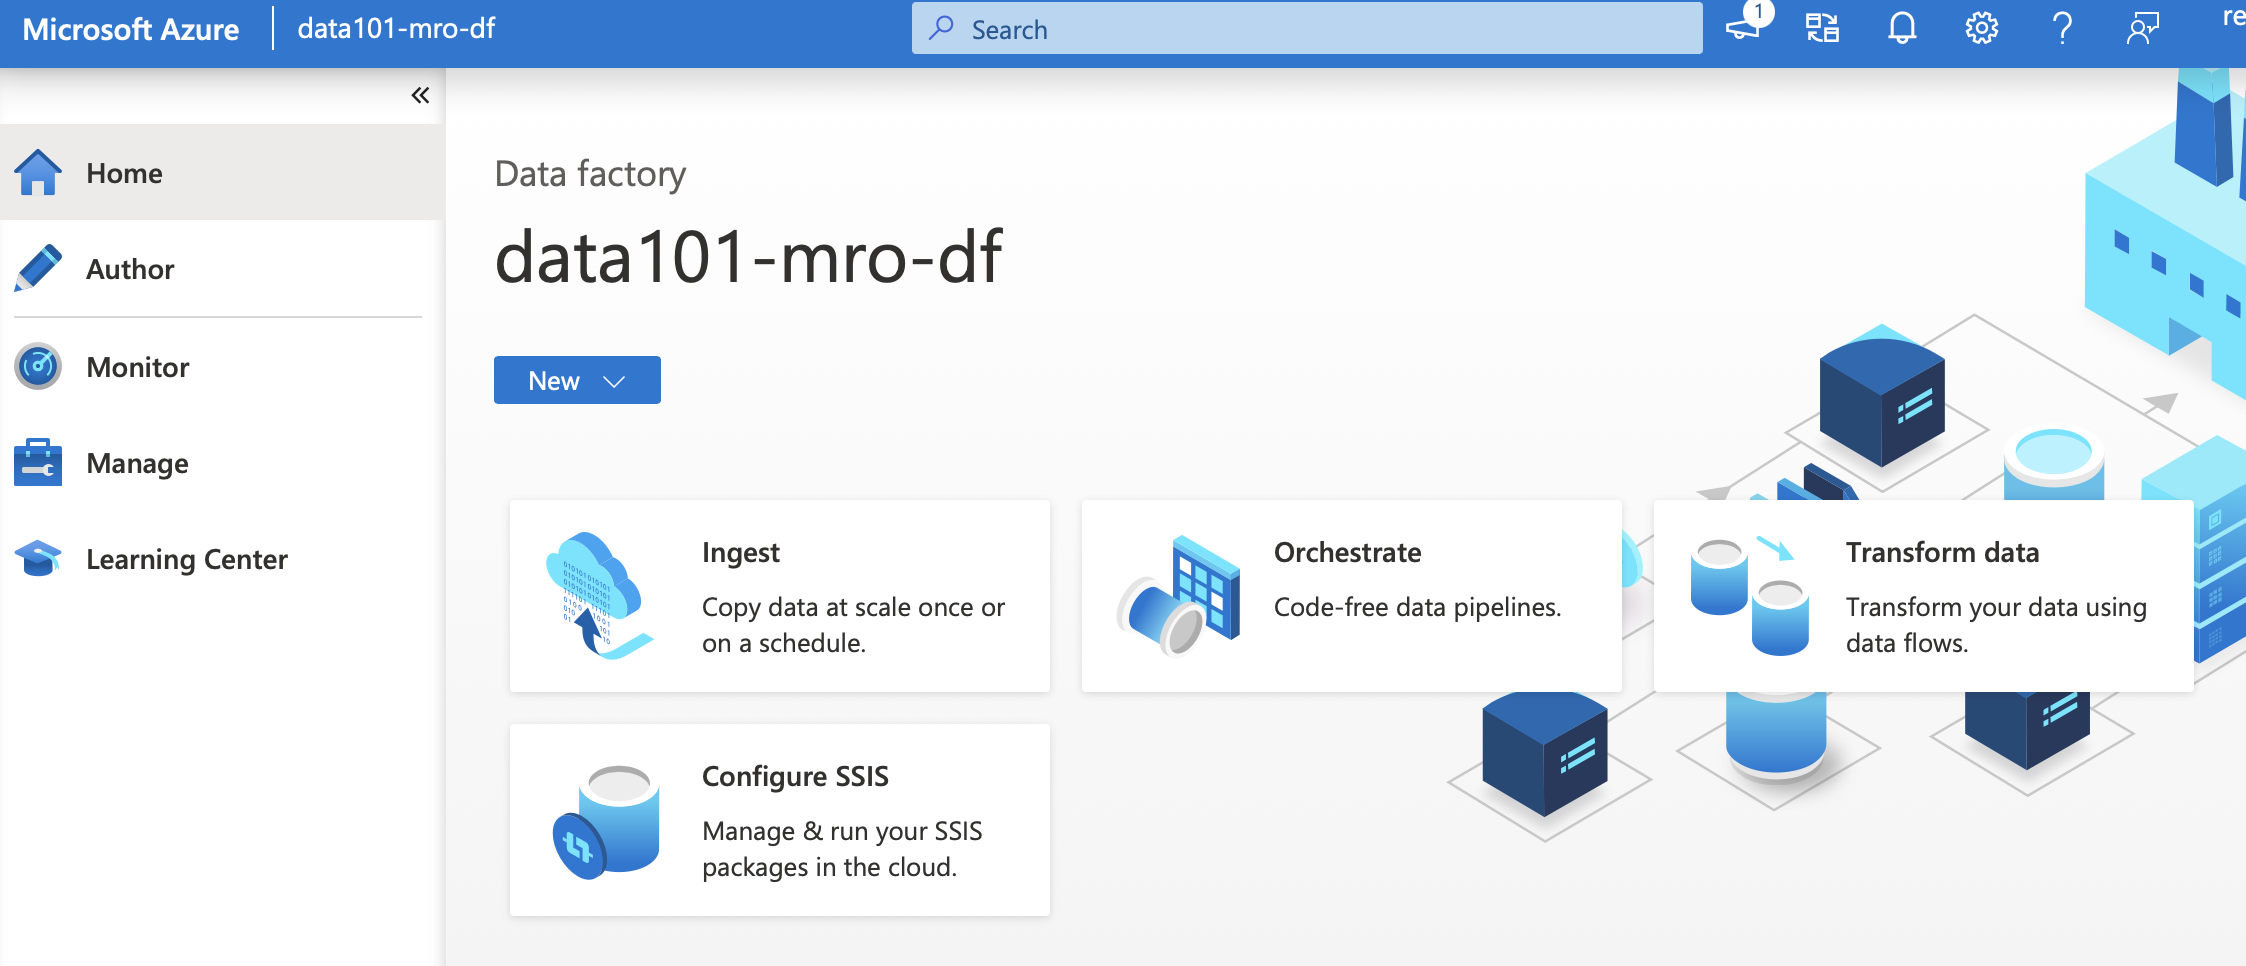 Microsoft Azure
data101-mro-df
Search
1
re
Home
Author
Monitor
Manage
Learning Center
Data factory
data101-mro-df
New
Ingest
Copy data at scale once or
on a schedule.
Orchestrate
Code-free data pipelines.
Transform data
Transform your data using
data flows.
Configure SSIS
Manage & run your SSIS
packages in the cloud.